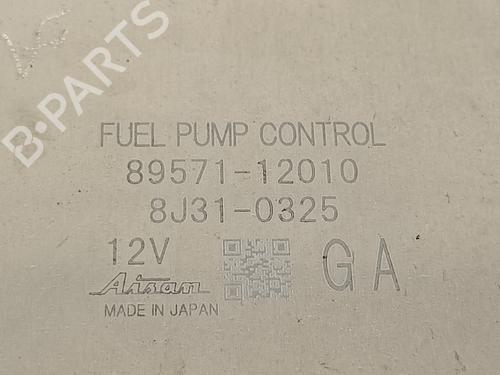 B-PARTS
FUEL PUMP CONTROL
89571-12010
8J31-0325
12V
Aisan
GA
MADE IN JAPAN